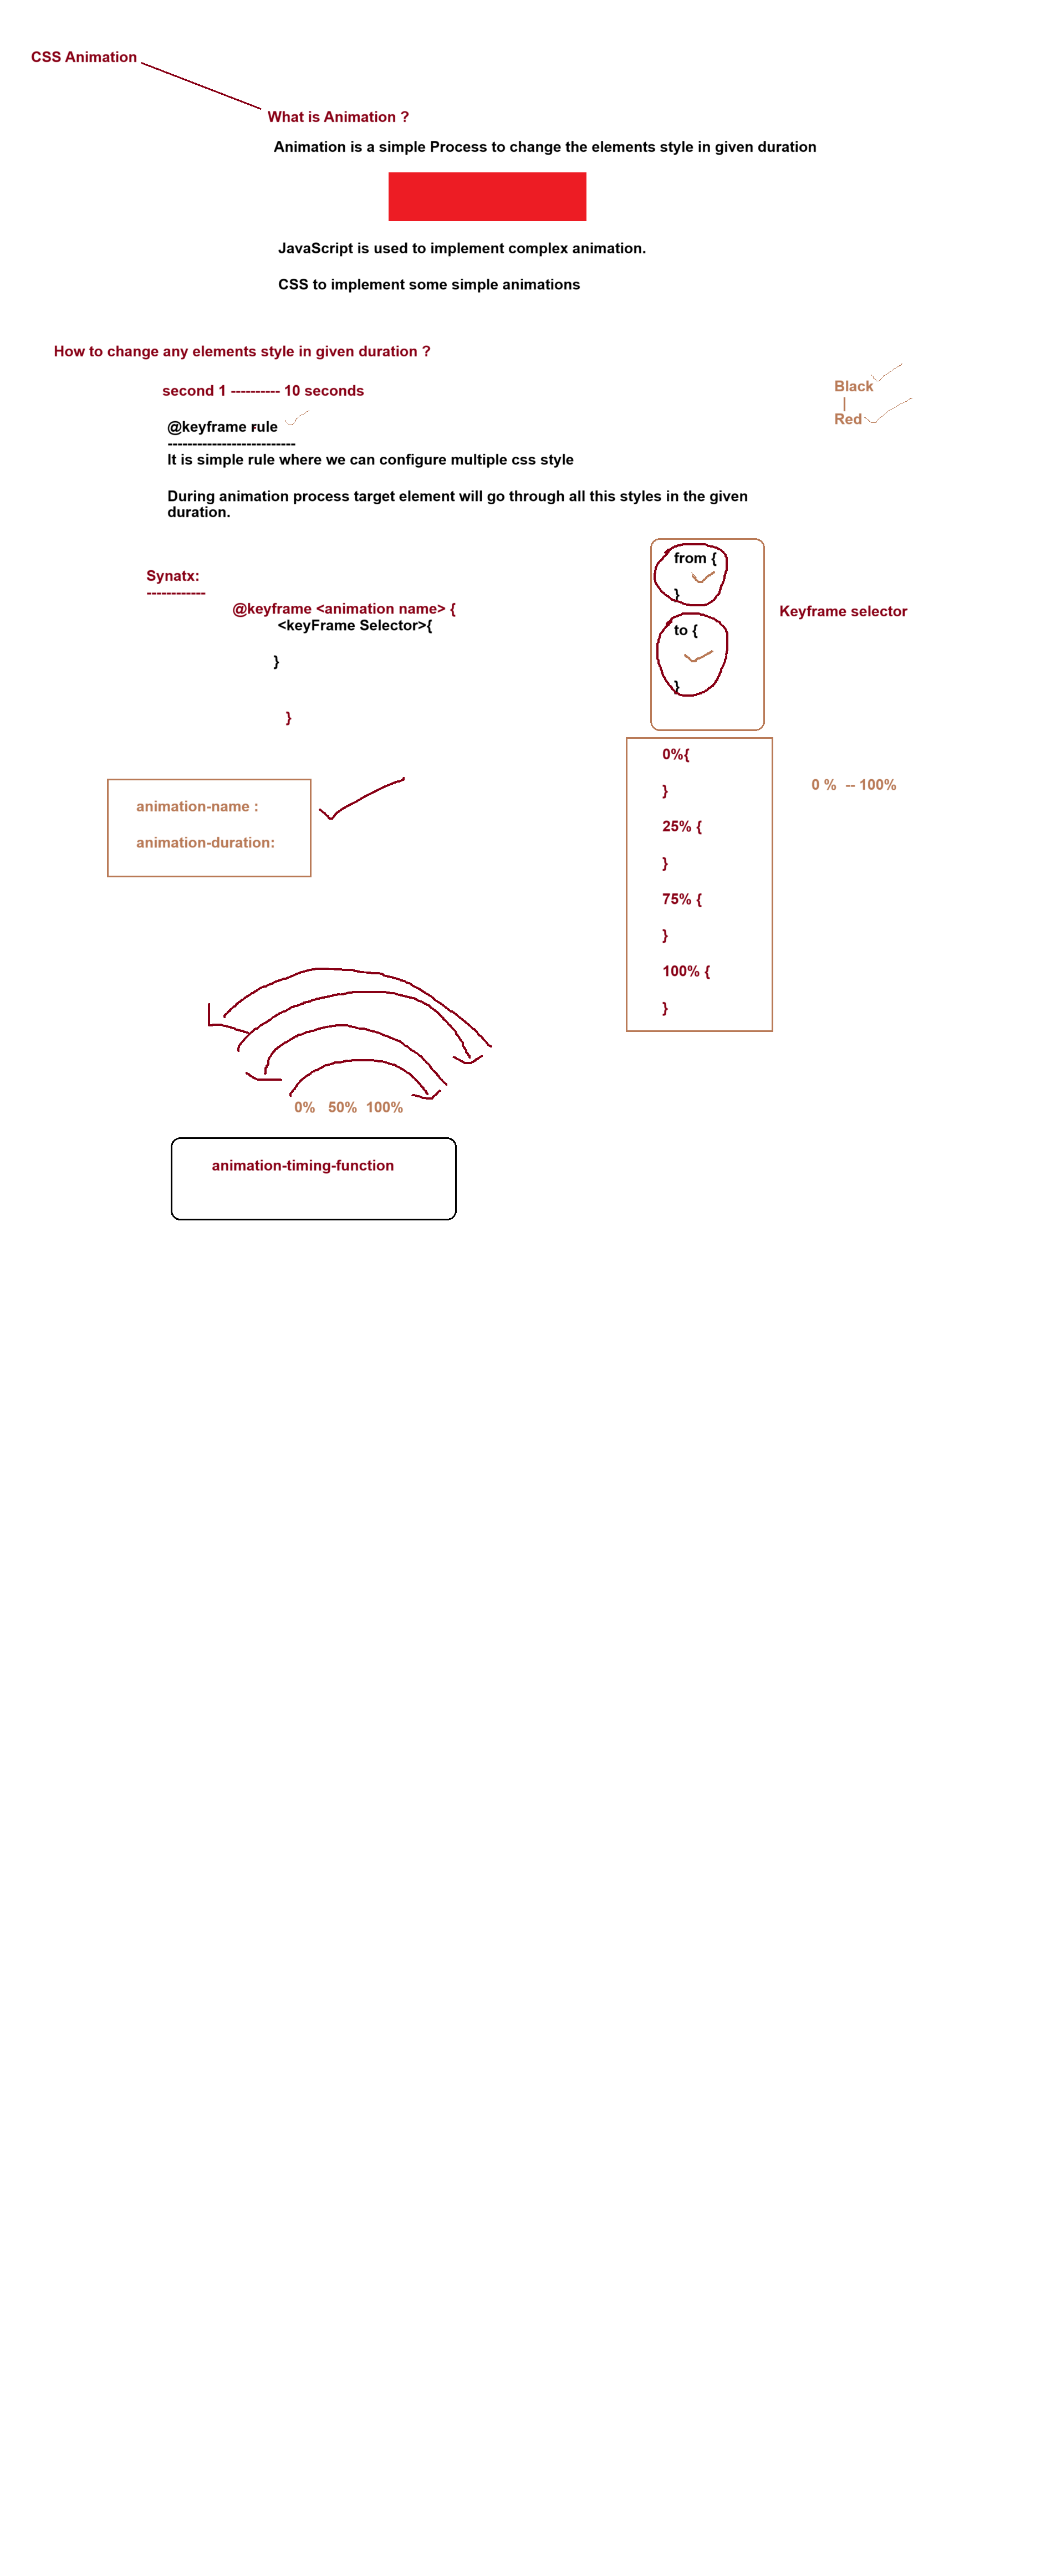 CSS Animation
What is Animation ?
Animation is a simple Process to change the elements style in given duration
JavaScript is used to implement complex animation.
CSS to implement some simple animations
How to change any elements style in given duration ?
second 1 ---------- 10 seconds
Black
|
Red
@keyframe rule
--------------------------
It is simple rule where we can configure multiple css style
During animation process target element will go through all this styles in the given
duration.
Synatx:
------------
@keyframe <animation name> {
<keyFrame Selector>{
}
}
from {
}
to {
}
Keyframe selector
0%{
}
25% {
}
75% {
}
100% {
}
0 %  -- 100%
animation-name :
animation-duration:
0%   50%  100%
animation-timing-function